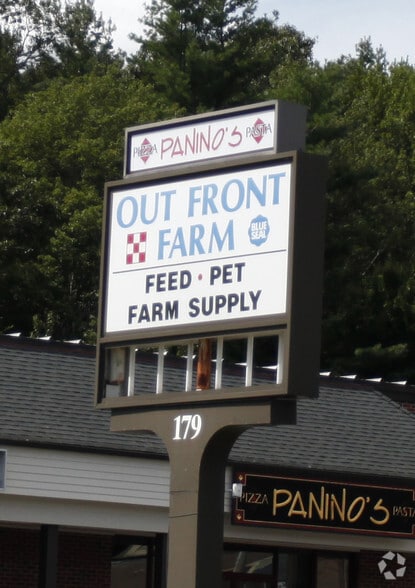 PIZZA PANINO'S PASTA
OUT FRONT
FARM
BLUE SEAL
FEED • PET
FARM SUPPLY
179
PIZZA PANINO'S PASTA